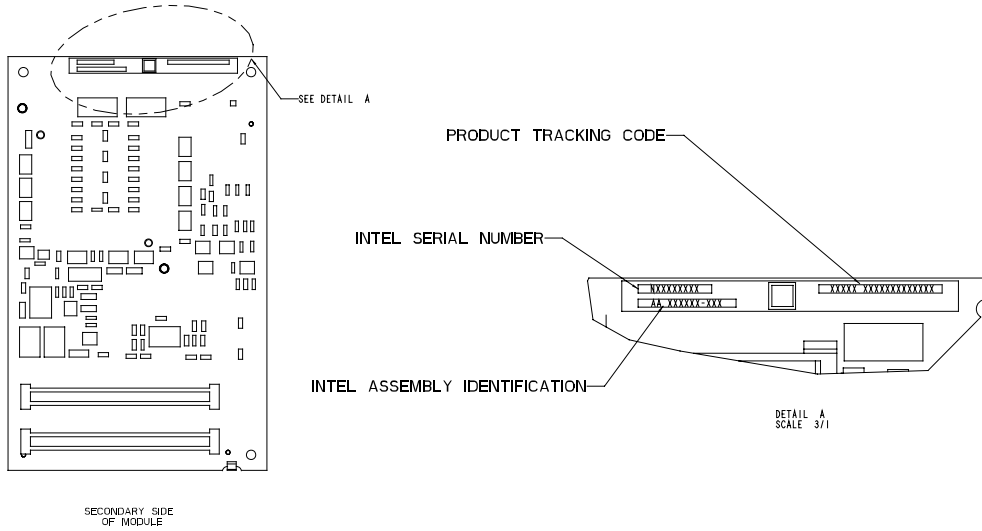 SEE DETAIL A
PRODUCT TRACKING CODE
INTEL SERIAL NUMBER
NXXXXXXXX
XXXXX XXXXXXXXXXXXX
AA XXXXXX-XXX
INTEL ASSEMBLY IDENTIFICATION
DETAIL A
SCALE 3/1
SECONDARY SIDE
OF MODULE